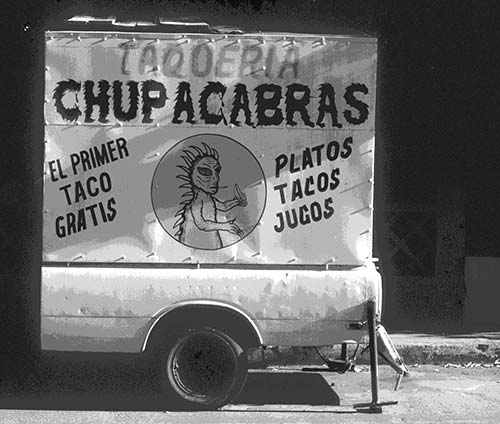 TAQUERIA
CHUPACABRAS
EL PRIMER
TACO
GRATIS
PLATOS
TACOS
JUGOS